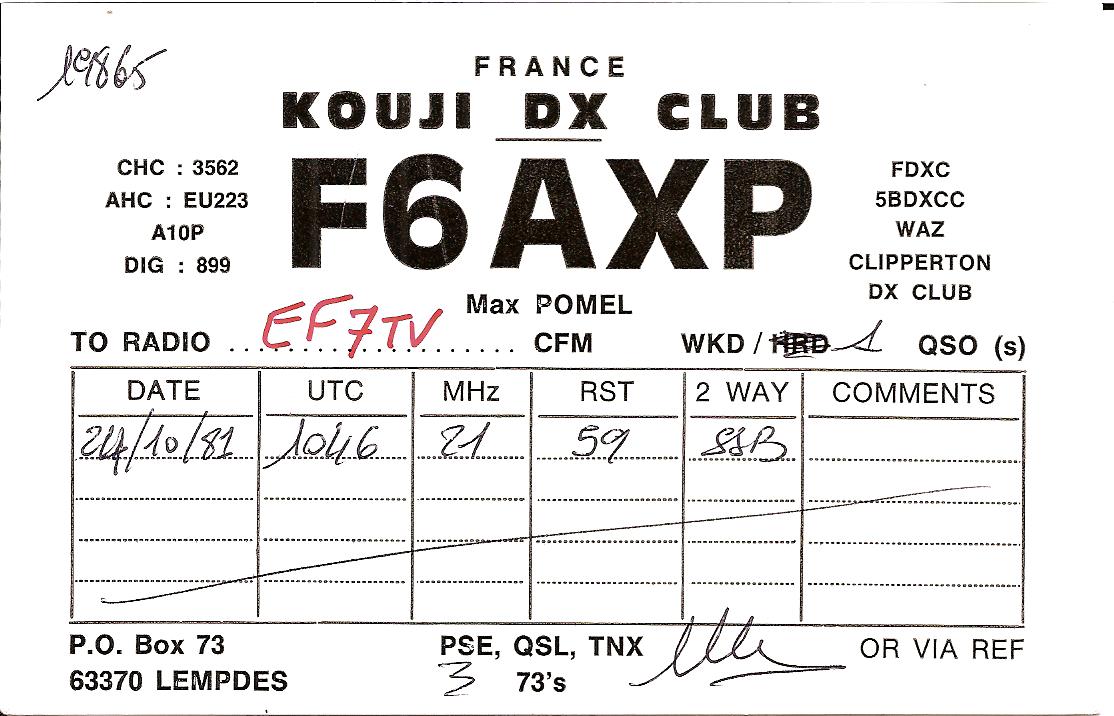 19865
FRANCE
KOUJI DX CLUB
CHC : 3562
AHC : EU223
A10P
DIG : 899
F6AXP
FDXC
5BDXCC
WAZ
CLIPPERTON
DX CLUB
Max POMEL
TO RADIO ... EF7TV ... CFM WKD / HRD 1 QSO (s)
DATE UTC MHz RST 2 WAY COMMENTS
24/10/81 1046 21 59 SSB
P.O. Box 73 PSE, QSL, TNX OR VIA REF
63370 LEMPDES 3 73's